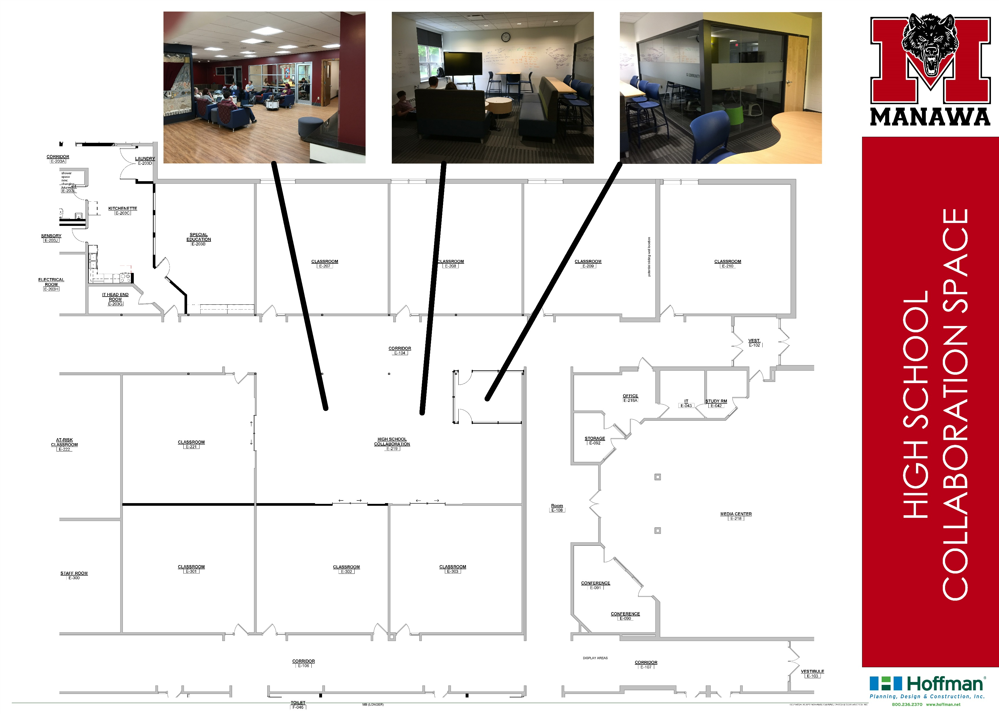 MANAWA
HIGH SCHOOL
COLLABORATION SPACE
CORRIDOR
E-203A
LAUNDRY
E-203D
shower
space
now:
changing
future
E-203L
KITCHENETTE
E-203C
SENSORY
E-203J
SPECIAL
EDUCATION
E-203B
ELECTRICAL
ROOM
E-203H
IT HEAD END
ROOM
E-203G
CLASSROOM
E-207
CLASSROOM
E-208
CLASSROOM
E-209
potential sliding wall location
CLASSROOM
E-210
CORRIDOR
E-104
VEST.
E-102
OFFICE
E-218A
IT
E-043
STUDY RM
E-042
STORAGE
E-092
AT-RISK
CLASSROOM
E-222
CLASSROOM
E-221
HIGH SCHOOL
COLLABORATION
E-219
Room
E-108
MEDIA CENTER
E-218
STAFF ROOM
E-300
CLASSROOM
E-301
CLASSROOM
E-302
CLASSROOM
E-303
CONFERENCE
E-091
CONFERENCE
E-090
CORRIDOR
E-106
DISPLAY AREAS
CORRIDOR
E-107
VESTIBULE
E-103
TOILET
F-046
MB (LONGER)
COMMUNITY
Hoffman®
Planning, Design & Construction, Inc.
800.236.2370 www.hoffman.net